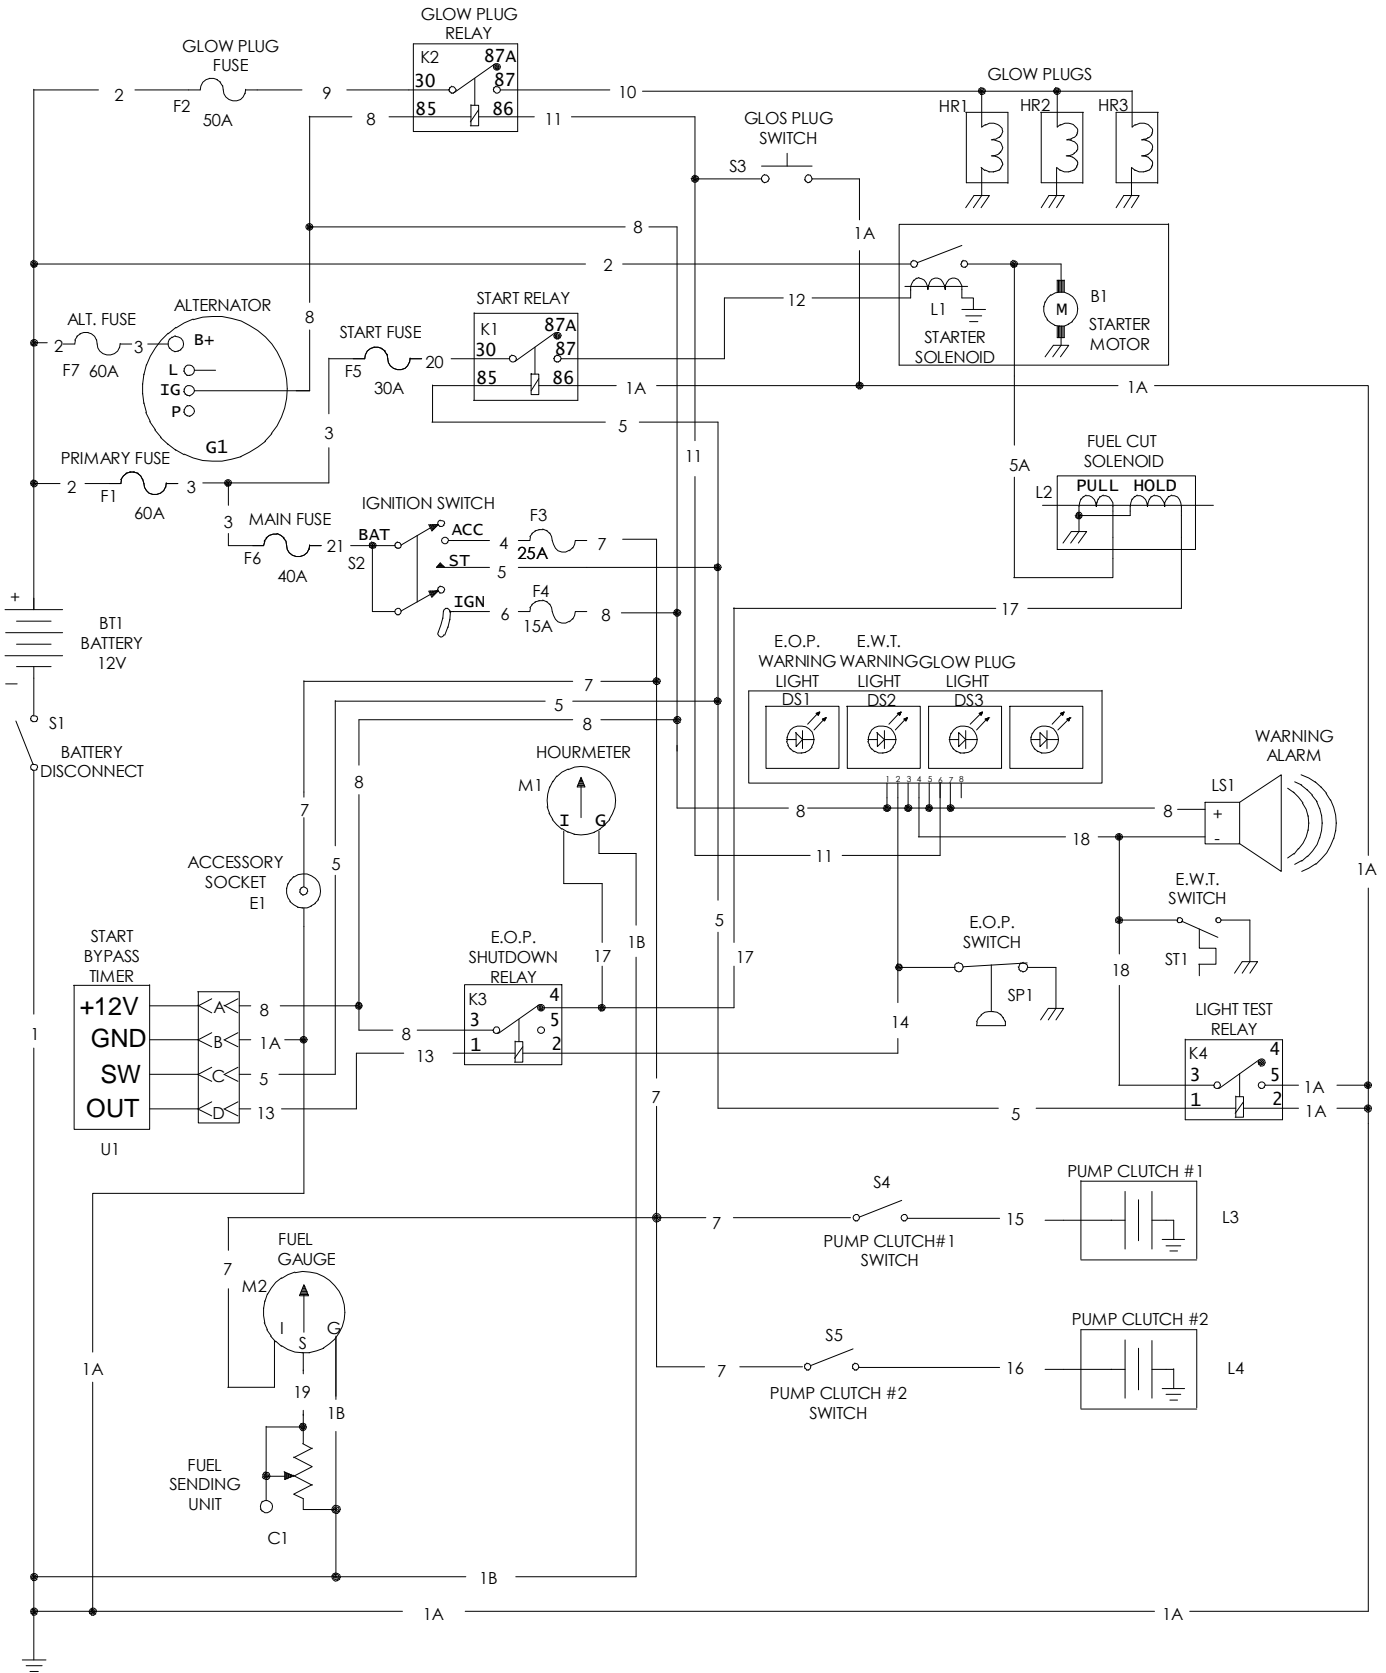 GLOW PLUG
RELAY
K2
87A
30
87
85
86
GLOW PLUG
FUSE
F2
50A
2
9
10
8
11
GLOW PLUGS
HR1
HR2
HR3
GLOS PLUG
SWITCH
S3
1A
8
2
12
L1
STARTER
SOLENOID
B1
M
STARTER
MOTOR
ALTERNATOR
B+
L
IG
P
G1
8
ALT. FUSE
2
3
F7
60A
START FUSE
F5
30A
20
START RELAY
K1
87A
30
87
85
86
1A
1A
5
3
11
5A
PRIMARY FUSE
2
F1
3
60A
3
MAIN FUSE
F6
40A
21
IGNITION SWITCH
BAT
S2
ACC
4
F3
25A
7
ST
5
IGN
6
F4
15A
8
FUEL CUT
SOLENOID
L2
PULL
HOLD
17
+
BT1
BATTERY
12V
–
S1
BATTERY
DISCONNECT
7
5
8
E.O.P.
WARNING
LIGHT
DS1
E.W.T.
WARNING
LIGHT
DS2
GLOW PLUG
LIGHT
DS3
1 2 3 4 5 6 7 8
8
8
18
11
WARNING
ALARM
LS1
+
-
1A
HOURMETER
M1
I
G
8
7
5
ACCESSORY
SOCKET
E1
17
1B
5
17
E.W.T.
SWITCH
ST1
18
E.O.P.
SWITCH
SP1
14
START
BYPASS
TIMER
+12V
GND
SW
OUT
U1
A
B
C
D
8
1A
5
13
8
13
E.O.P.
SHUTDOWN
RELAY
K3
4
3
5
1
2
1
LIGHT TEST
RELAY
K4
4
3
5
1
2
1A
1A
5
7
7
S4
PUMP CLUTCH#1
SWITCH
15
PUMP CLUTCH #1
L3
7
S5
PUMP CLUTCH #2
SWITCH
16
PUMP CLUTCH #2
L4
FUEL
GAUGE
M2
I
S
G
7
19
1B
1A
FUEL
SENDING
UNIT
C1
1B
1A
1A